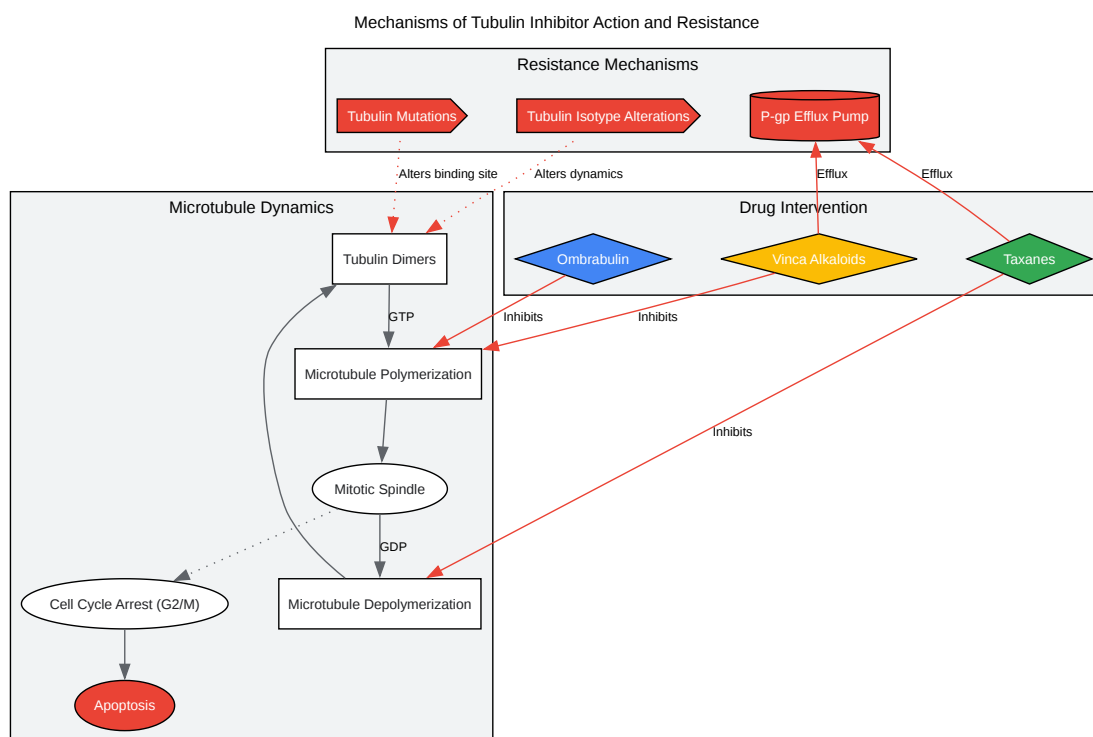 Mechanisms of Tubulin Inhibitor Action and Resistance
Resistance Mechanisms
Tubulin Mutations
Tubulin Isotype Alterations
P-gp Efflux Pump
Alters binding site
Alters dynamics
Efflux
Efflux
Microtubule Dynamics
Drug Intervention
Tubulin Dimers
Ombrabulin
Vinca Alkaloids
Taxanes
GTP
Inhibits
Inhibits
Microtubule Polymerization
Inhibits
Mitotic Spindle
GDP
Cell Cycle Arrest (G2/M)
Microtubule Depolymerization
Apoptosis